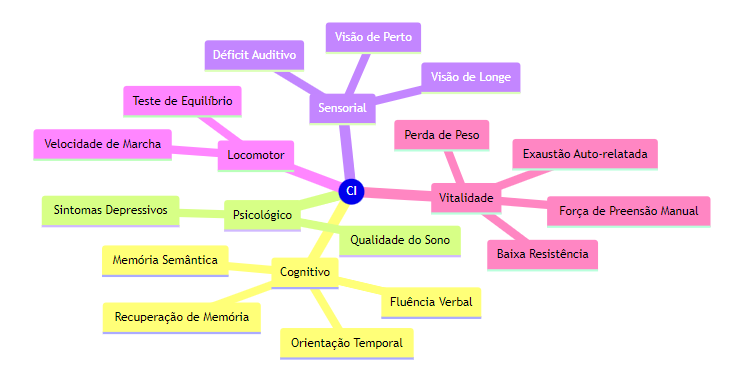 Visão de Perto
Déficit Auditivo
Visão de Longe
Teste de Equilíbrio
Sensorial
Perda de Peso
Velocidade de Marcha
Locomotor
Exaustão Auto-relatada
CI
Vitalidade
Sintomas Depressivos
Psicológico
Força de Preensão Manual
Qualidade do Sono
Baixa Resistência
Memória Semântica
Cognitivo
Fluência Verbal
Recuperação de Memória
Orientação Temporal